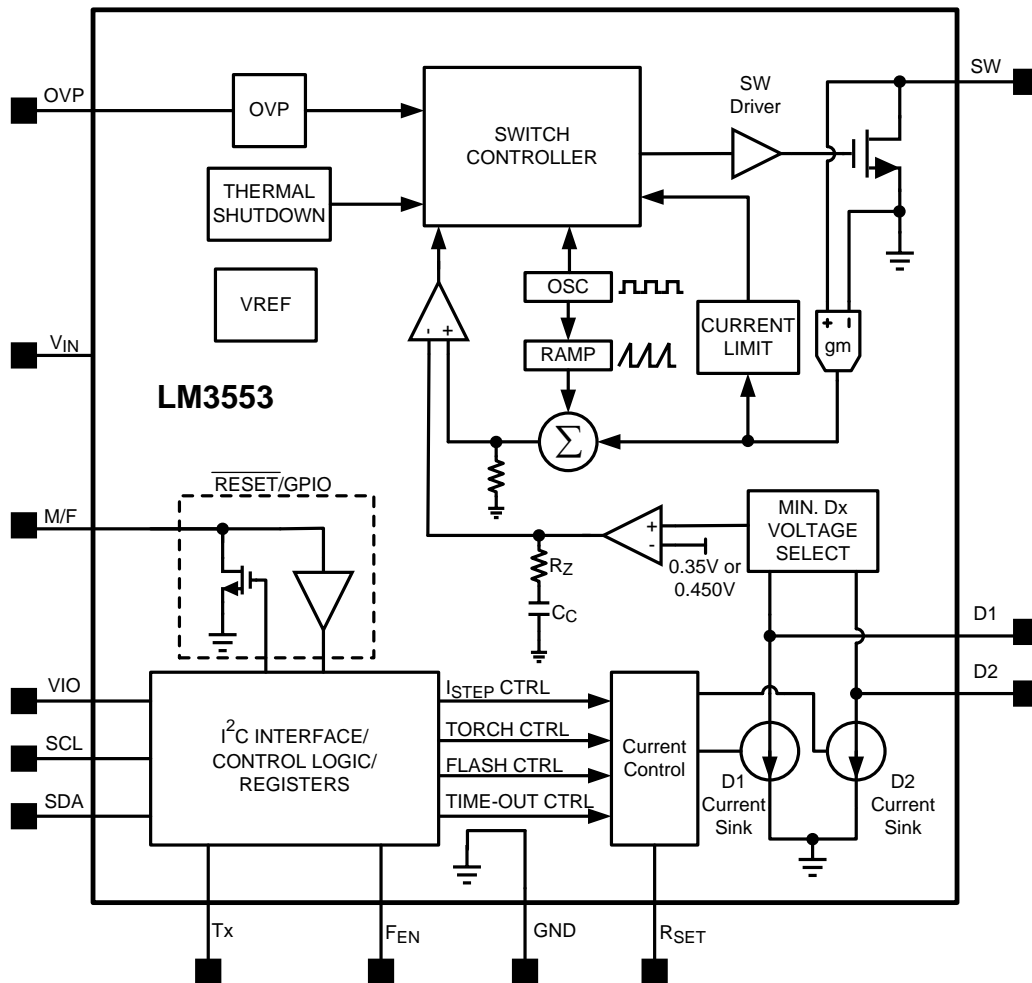 SW
OVP
OVP
SWITCH
CONTROLLER
SW
Driver
THERMAL
SHUTDOWN
VREF
OSC
RAMP
CURRENT
LIMIT
+ -
gm
- +
VIN
LM3553
Σ
RESET/GPIO
M/F
MIN. Dx
VOLTAGE
SELECT
+
-
0.35V or
0.450V
RZ
CC
D1
D2
VIO
SCL
SDA
I2C INTERFACE/
CONTROL LOGIC/
REGISTERS
ISTEP CTRL
TORCH CTRL
FLASH CTRL
TIME-OUT CTRL
Current
Control
D1
Current
Sink
D2
Current
Sink
Tx
FEN
GND
RSET